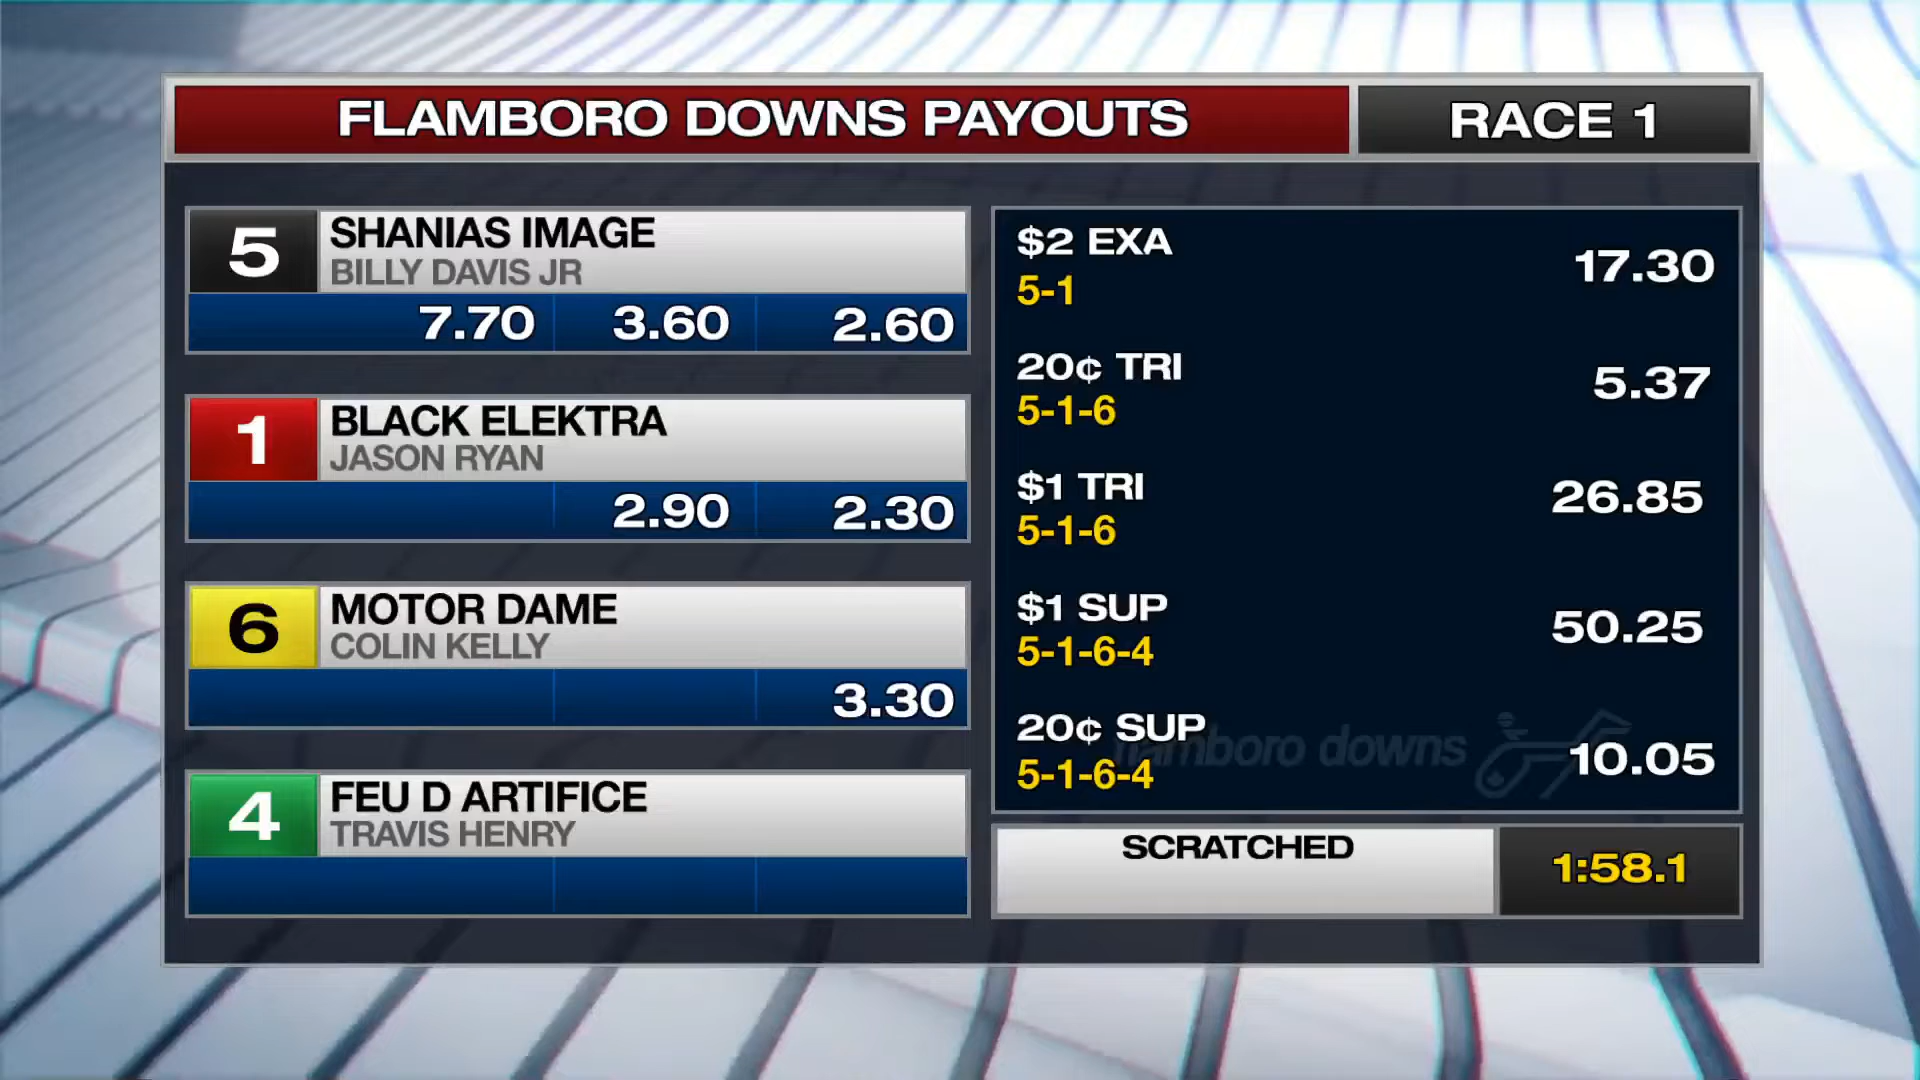 FLAMBORO DOWNS PAYOUTS
RACE 1
5
SHANIAS IMAGE
BILLY DAVIS JR
7.70 3.60 2.60
1
BLACK ELEKTRA
JASON RYAN
2.90 2.30
6
MOTOR DAME
COLIN KELLY
3.30
4
FEU D ARTIFICE
TRAVIS HENRY
$2 EXA
5-1
17.30
20¢ TRI
5-1-6
5.37
$1 TRI
5-1-6
26.85
$1 SUP
5-1-6-4
50.25
20¢ SUP
5-1-6-4
10.05
flamboro downs
SCRATCHED
1:58.1